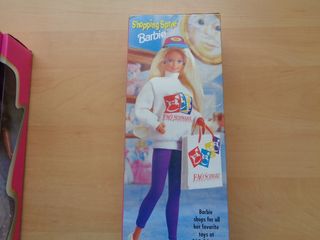 Shopping Spree
Barbie
FAO SCHWARZ
FAO SCHWARZ
Barbie
shops for all
her favorite
toys at